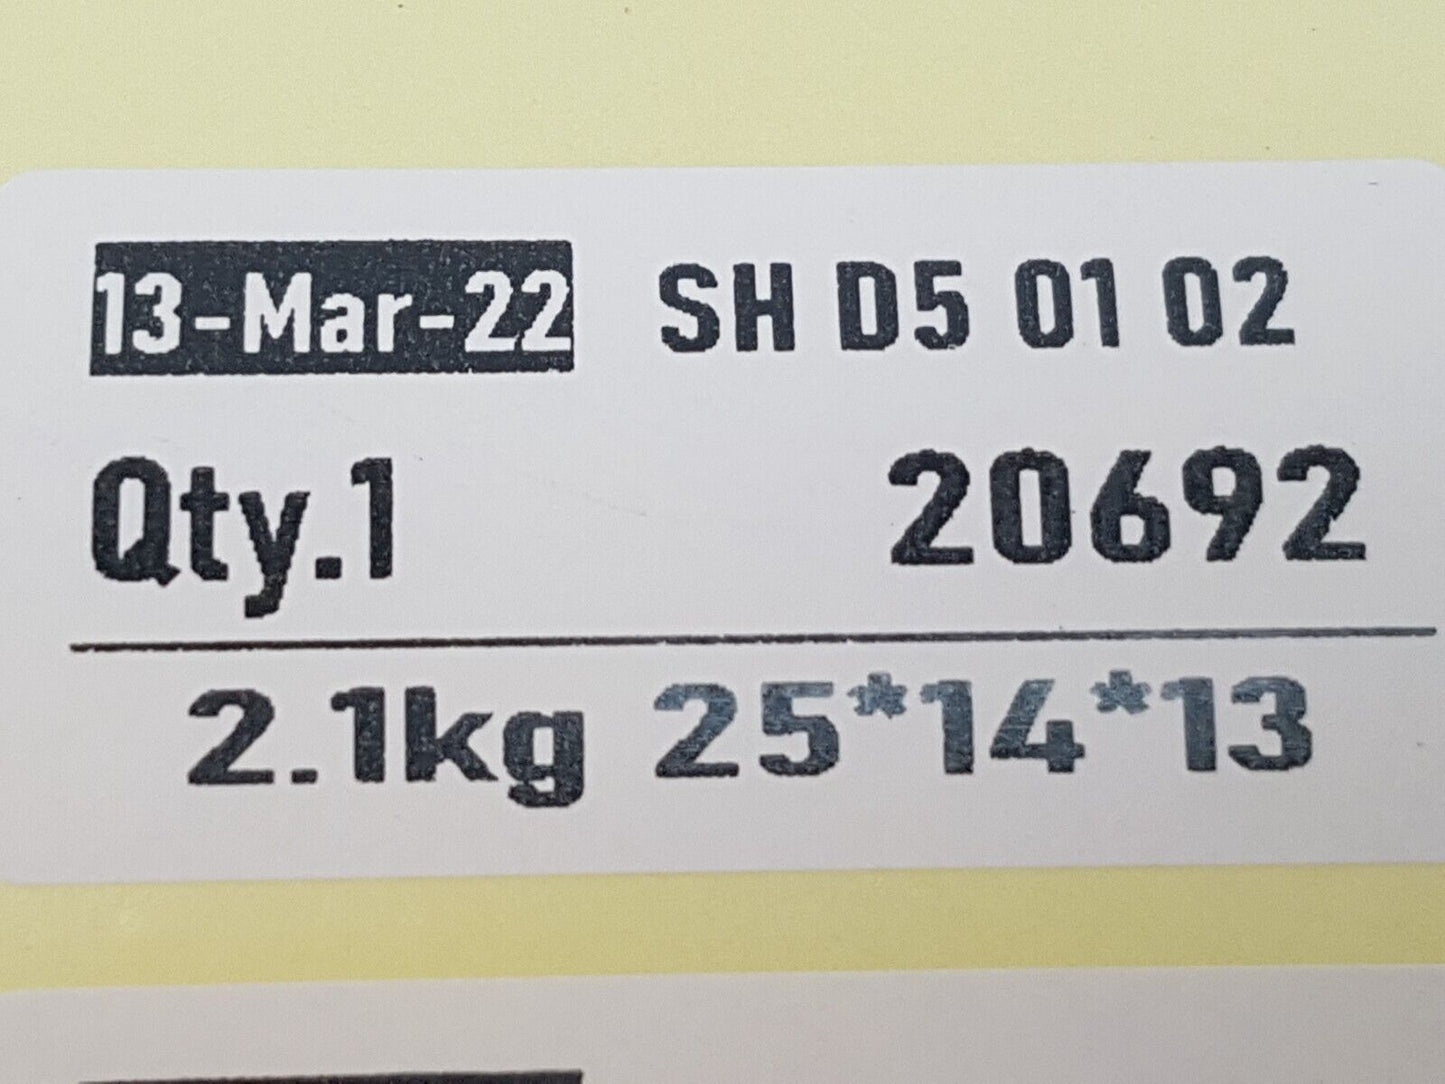 13-Mar-22 SH D5 01 02
Qty.1 20692
2.1kg 25*14*13